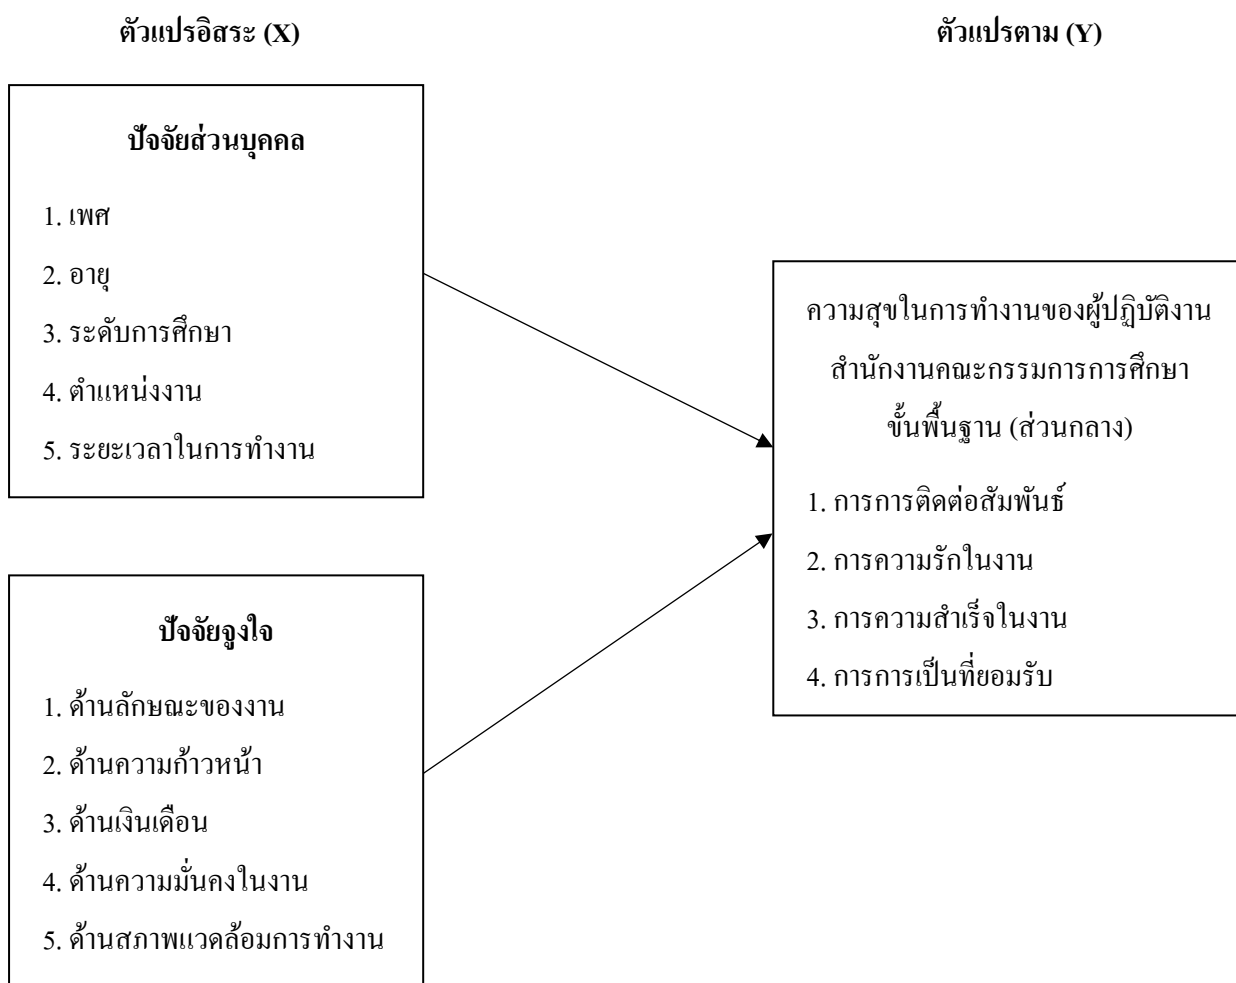 ตัวแปรอิสระ (X)
ตัวแปรตาม (Y)
ปัจจัยส่วนบุคคล
1. เพศ
2. อายุ
3. ระดับการศึกษา
4. ตำแหน่งงาน
5. ระยะเวลาในการทำงาน
ปัจจัยจูงใจ
1. ด้านลักษณะของงาน
2. ด้านความก้าวหน้า
3. ด้านเงินเดือน
4. ด้านความมั่นคงในงาน
5. ด้านสภาพแวดล้อมการทำงาน
ความสุขในการทำงานของผู้ปฏิบัติงาน
สำนักงานคณะกรรมการการศึกษา
ขั้นพื้นฐาน (ส่วนกลาง)
1. การการติดต่อสัมพันธ์
2. การความรักในงาน
3. การความสำเร็จในงาน
4. การการเป็นที่ยอมรับ